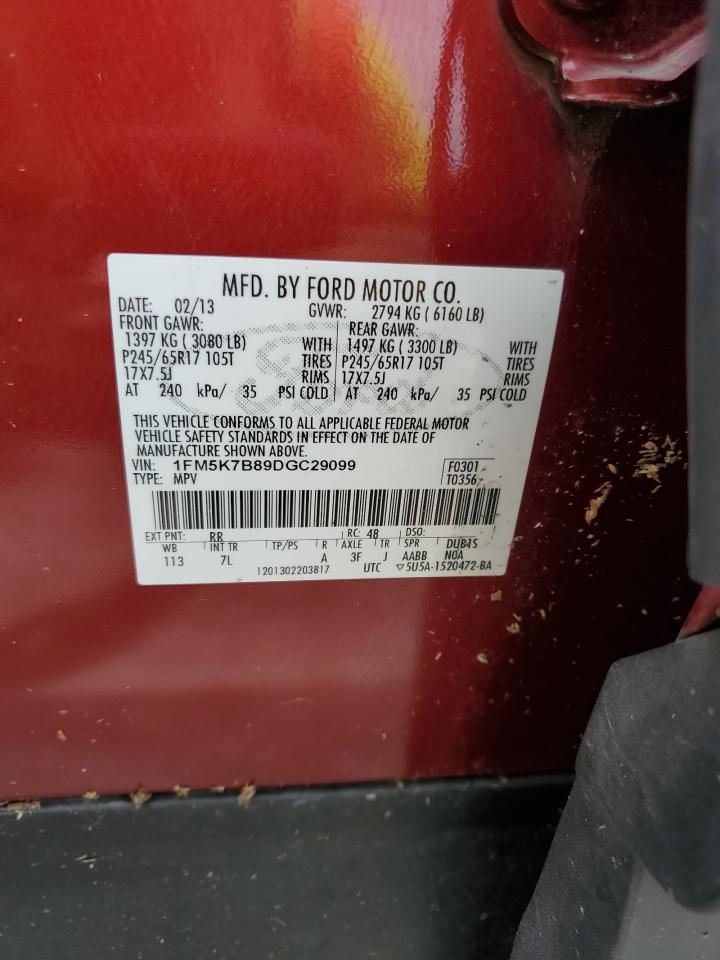 MFD. BY FORD MOTOR CO.
DATE: 02/13 GVWR: 2794 KG ( 6160 LB)
FRONT GAWR: REAR GAWR:
1397 KG ( 3080 LB) WITH 1497 KG ( 3300 LB) WITH
P245/65R17 105T TIRES P245/65R17 105T TIRES
17X7.5J RIMS 17X7.5J RIMS
AT 240 kPa/ 35 PSI COLD AT 240 kPa/ 35 PSI COLD
THIS VEHICLE CONFORMS TO ALL APPLICABLE FEDERAL MOTOR
VEHICLE SAFETY STANDARDS IN EFFECT ON THE DATE OF
MANUFACTURE SHOWN ABOVE.
VIN: 1FM5K7B89DGC29099 F0301
TYPE: MPV T0356
EXT PNT: RR RC: 48 DSO:
WB INT TR TP/PS R AXLE TR SPR DUB4S
113 7L A 3F J AABB NOA
1201302203817 UTC ▽5U5A-1520472-BA